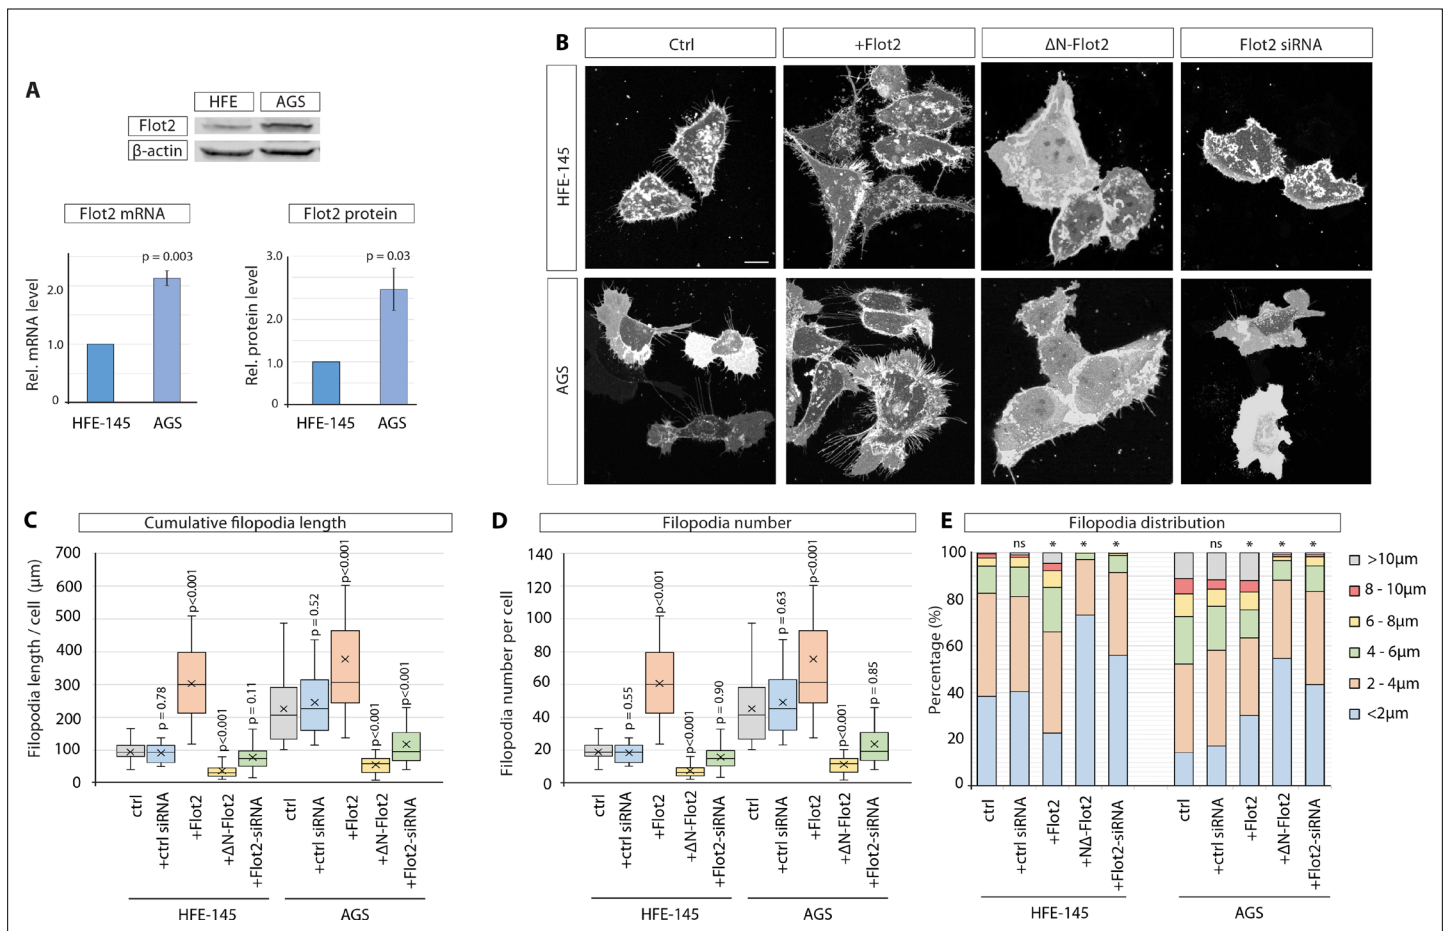 A
HFE AGS
Flot2
β-actin
Flot2 mRNA
Rel. mRNA level
p = 0.003
2.0
1.0
0
HFE-145 AGS
Flot2 protein
Rel. protein level
3.0
p = 0.03
2.0
1.0
0
HFE-145 AGS
B
Ctrl
+Flot2
ΔN-Flot2
Flot2 siRNA
HFE-145
AGS
C
Cumulative filopodia length
Filopodia length / cell (μm)
700
600
500
400
300
200
100
0
p = 0.78
p<0.001
p<0.001
p = 0.11
p = 0.52
p<0.001
p<0.001
p<0.001
ctrl
+ctrl siRNA
+Flot2
+ΔN-Flot2
+Flot2-siRNA
ctrl
+ctrl siRNA
+Flot2
+ΔN-Flot2
+Flot2-siRNA
HFE-145
AGS
D
Filopodia number
Filopodia number per cell
140
120
100
80
60
40
20
0
p = 0.55
p<0.001
p<0.001
p = 0.90
p = 0.63
p<0.001
p<0.001
p = 0.85
ctrl
+ctrl siRNA
+Flot2
+ΔN-Flot2
+Flot2-siRNA
ctrl
+ctrl siRNA
+Flot2
+ΔN-Flot2
+Flot2-siRNA
HFE-145
AGS
E
Filopodia distribution
Percentage (%)
100
80
60
40
20
0
ns * * *
ns * * *
ctrl
+ctrl siRNA
+Flot2
+NΔ-Flot2
+Flot2-siRNA
ctrl
+ctrl siRNA
+Flot2
+ΔN-Flot2
+Flot2-siRNA
HFE-145
AGS
>10μm
8 - 10μm
6 - 8μm
4 - 6μm
2 - 4μm
<2μm